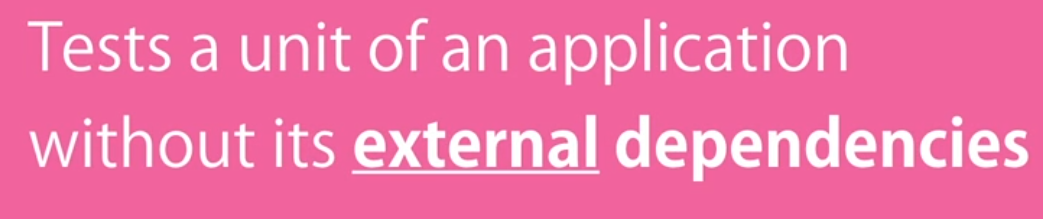 Tests a unit of an application
without its external dependencies